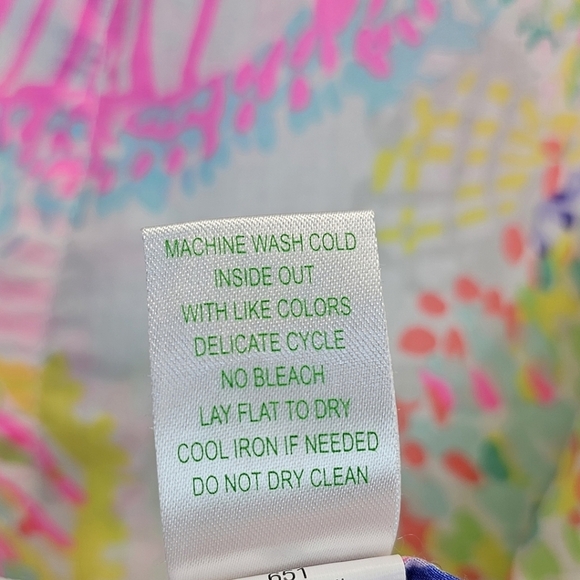 MACHINE WASH COLD
INSIDE OUT
WITH LIKE COLORS
DELICATE CYCLE
NO BLEACH
LAY FLAT TO DRY
COOL IRON IF NEEDED
DO NOT DRY CLEAN
651